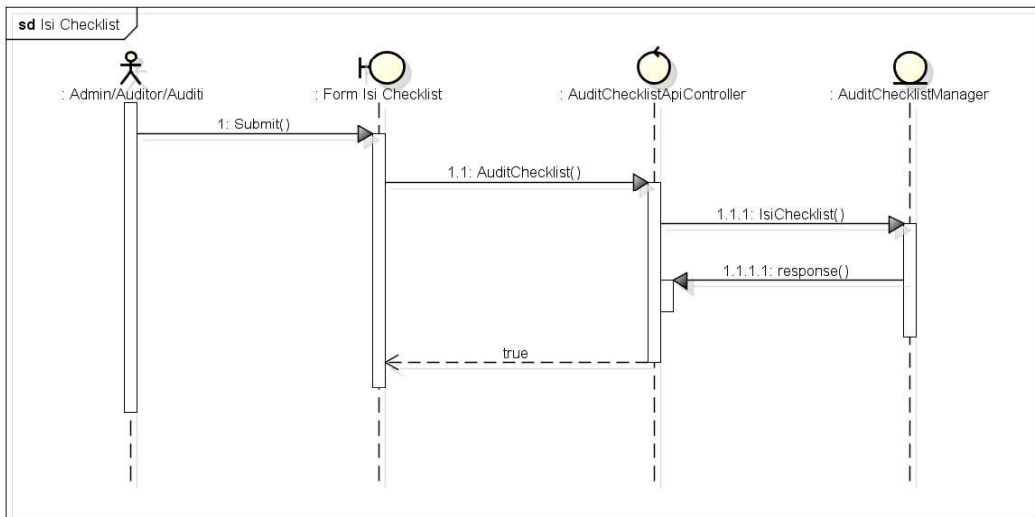 sd Isi Checklist
: Admin/Auditor/Auditi
: Form Isi Checklist
: AuditChecklistApiController
: AuditChecklistManager
1: Submit()
1.1: AuditChecklist()
1.1.1: IsiChecklist()
1.1.1.1: response()
true